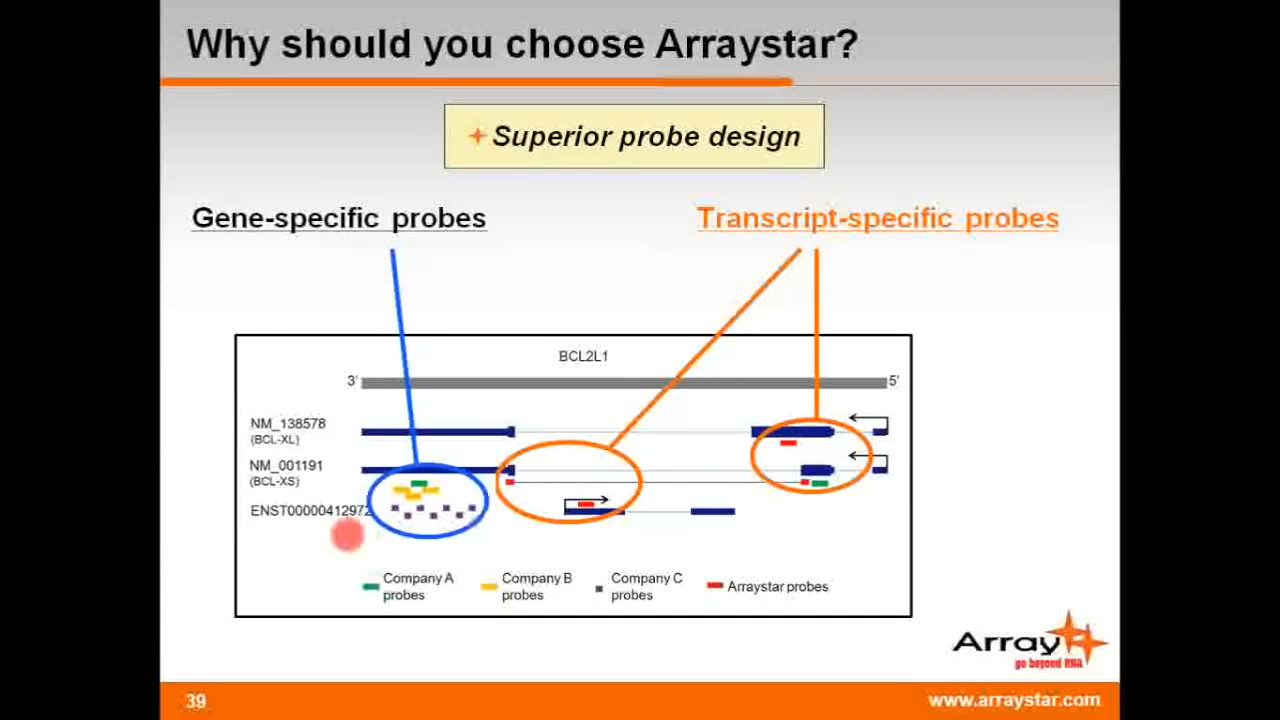 Why should you choose Arraystar?
Superior probe design
Gene-specific probes
Transcript-specific probes
BCL2L1
3'
5'
NM_138578
(BCL-XL)
NM_001191
(BCL-XS)
ENST00000412972
Company A
probes
Company B
probes
Company C
probes
Arraystar probes
Array
go beyond RNA
39
www.arraystar.com